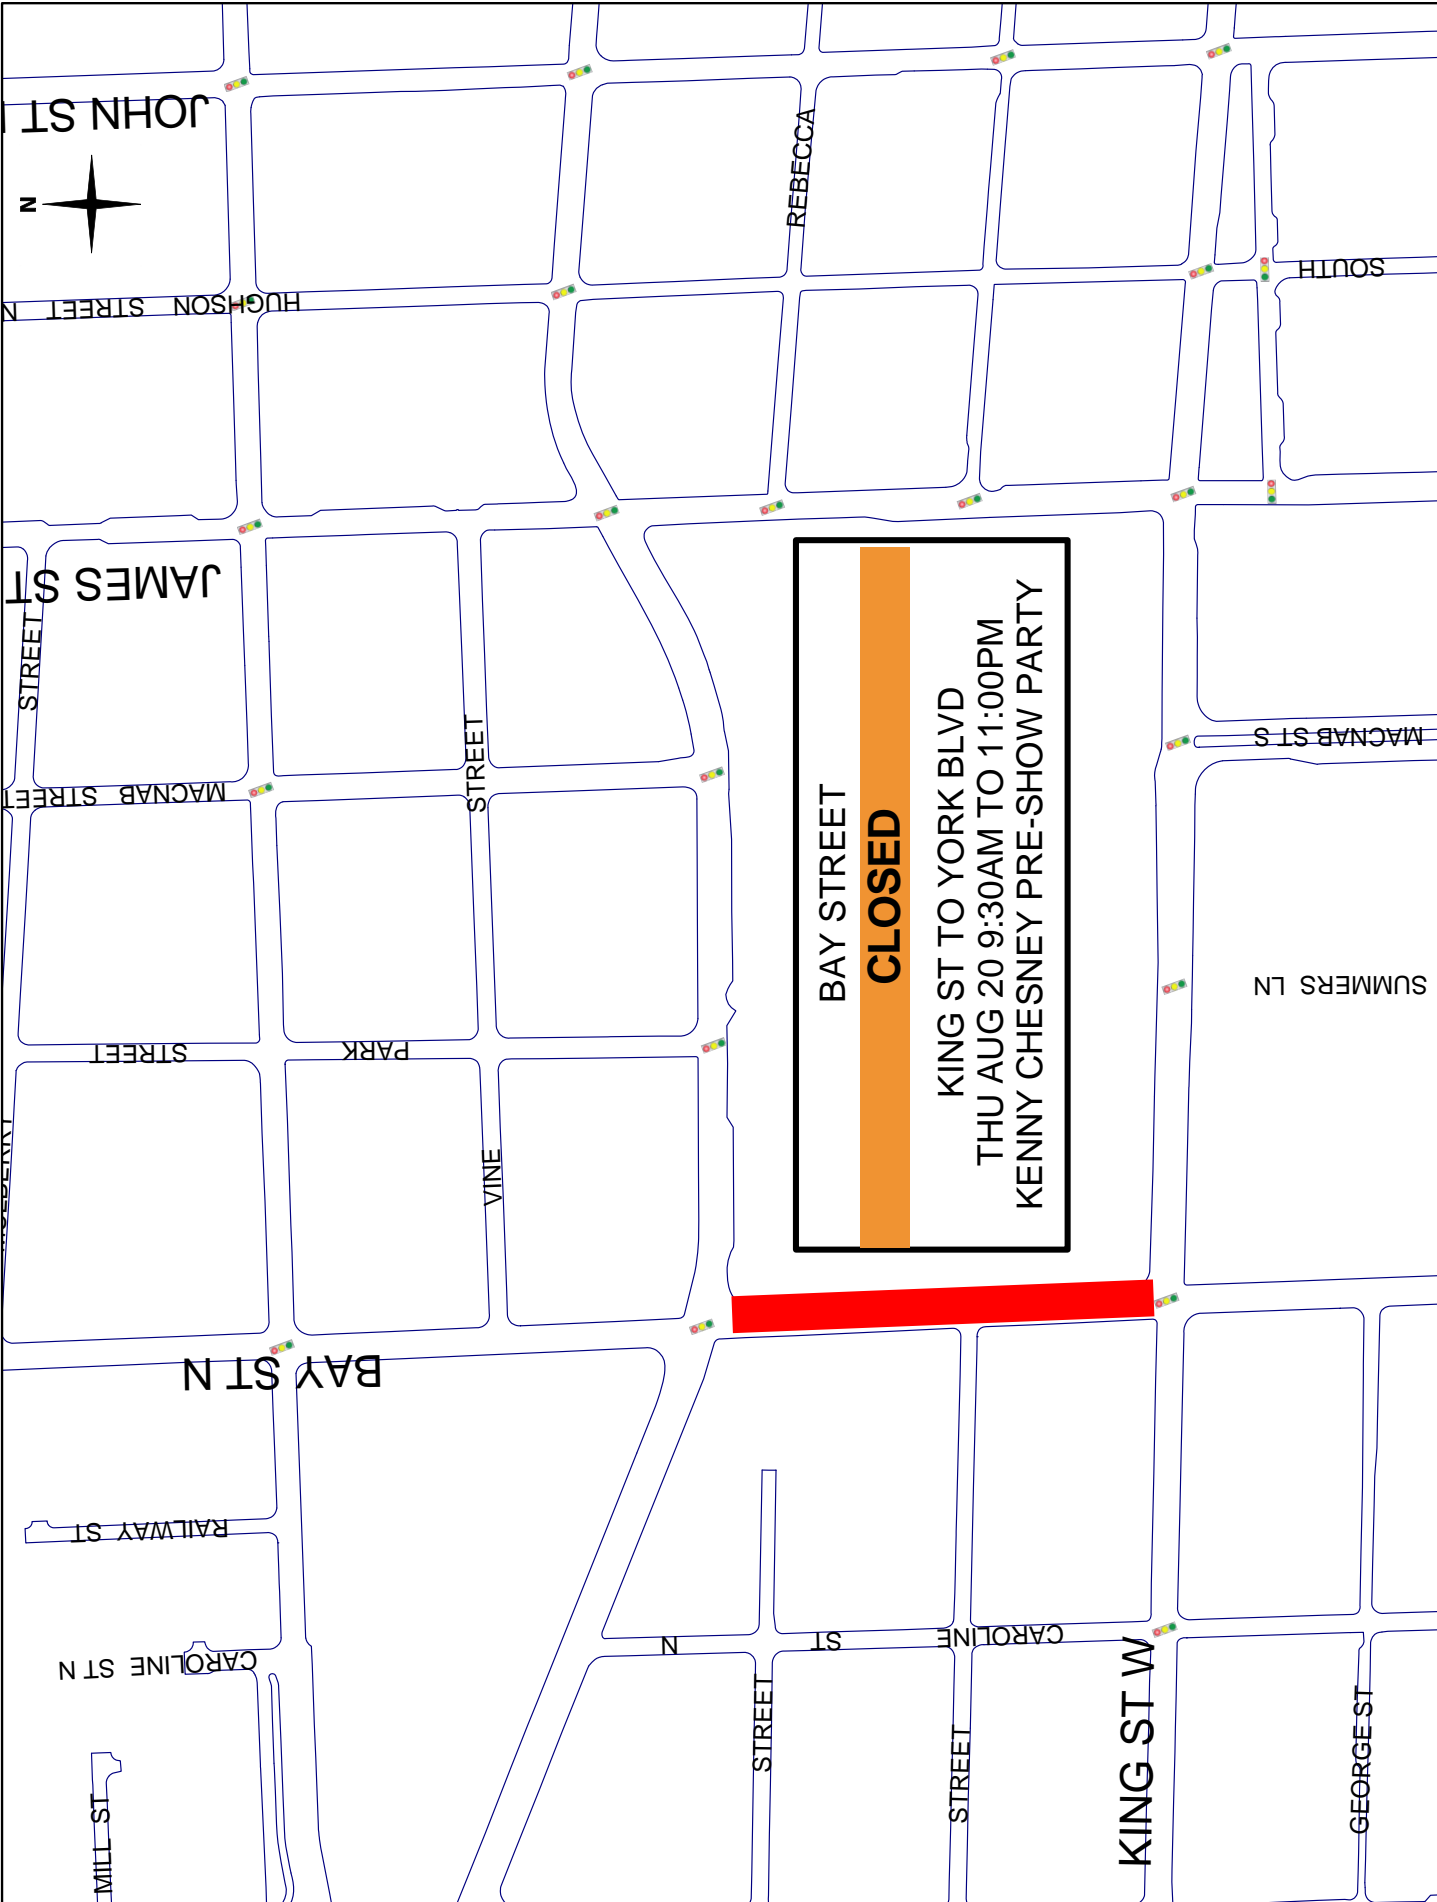 JOHN ST
N
REBECCA
HUGHSON STREET N
SOUTH
JAMES ST
STREET
MACNAB STREET
STREET
MACNAB ST S
BAY STREET
CLOSED
KING ST TO YORK BLVD
THU AUG 20 9:30AM TO 11:00PM
KENNY CHESNEY PRE-SHOW PARTY
SUMMERS LN
STREET
PARK
VINE
BAY ST N
RAILWAY ST
CAROLINE ST N
CAROLINE ST N
MILL ST
STREET
STREET
KING ST W
GEORGE ST